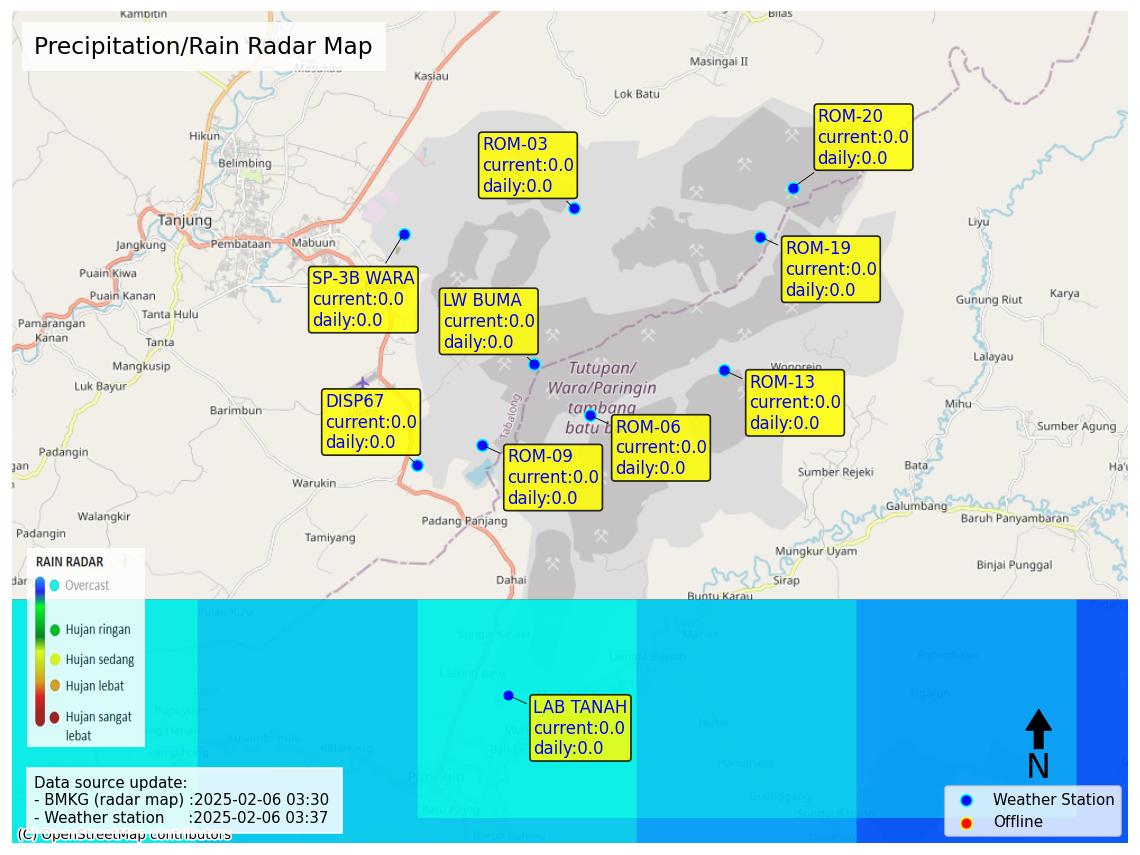 Kambitin
Bilas
Precipitation/Rain Radar Map
Masukau
Kasiau
Masingai II
Lok Batu
ROM-20
current:0.0
daily:0.0
ROM-03
current:0.0
daily:0.0
Hikun
Belimbing
Tanjung
Liyu
Jangkung
Pembataan
Mabuun
ROM-19
current:0.0
daily:0.0
Puain Kiwa
SP-3B WARA
current:0.0
daily:0.0
LW BUMA
current:0.0
daily:0.0
Puain Kanan
Gunung Riut
Karya
Tanta Hulu
Pamarangan
Kanan
Tanta
Lalayau
Mangkusip
Tutupan/
Wara/Paringin
tambang
batu b
Wonorejo
ROM-13
current:0.0
daily:0.0
Luk Bayur
DISP67
current:0.0
daily:0.0
Barimbun
Mihu
Tabalong
ROM-06
current:0.0
daily:0.0
Sumber Agung
Padangin
ROM-09
current:0.0
daily:0.0
gan
Bata
Ha'u
Sumber Rejeki
Warukin
Galumbang
Walangkir
Padang Panjang
Baruh Panyambaran
Padangin
Tamiyang
Mungkur Uyam
Binjai Punggal
RAIN RADAR
Overcast
Hujan ringan
Hujan sedang
Hujan lebat
Hujan sangat
lebat
Dahai
Sirap
Buntu Karau
Lasung Batu
LAB TANAH
current:0.0
daily:0.0
Paringin
N
Data source update:
- BMKG (radar map) :2025-02-06 03:30
- Weather station :2025-02-06 03:37
Weather Station
Offline
(C) OpenStreetMap contributors